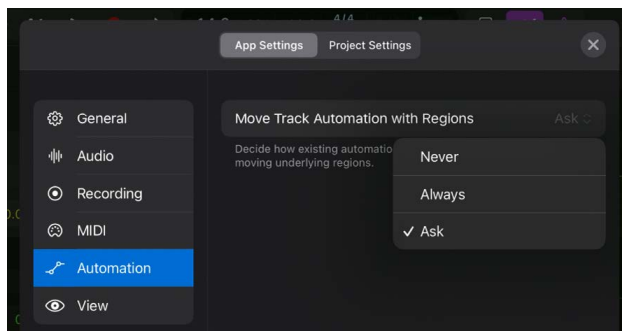 4/4
App Settings
Project Settings
General
Audio
Recording
MIDI
Automation
View
Move Track Automation with Regions
Ask
Decide how existing automatio
moving underlying regions.
Never
Always
Ask